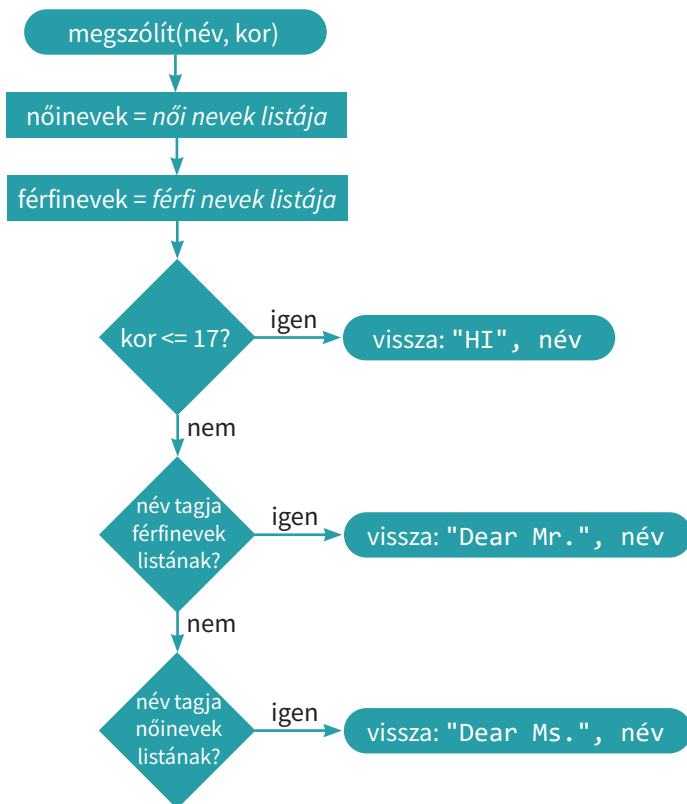 megszólít(név, kor)
nőinevek = női nevek listája
férfinevek = férfi nevek listája
kor <= 17?
igen
vissza: "HI", név
nem
név tagja
férfinevek
listának?
igen
vissza: "Dear Mr.", név
nem
név tagja
nőinevek
listának?
igen
vissza: "Dear Ms.", név